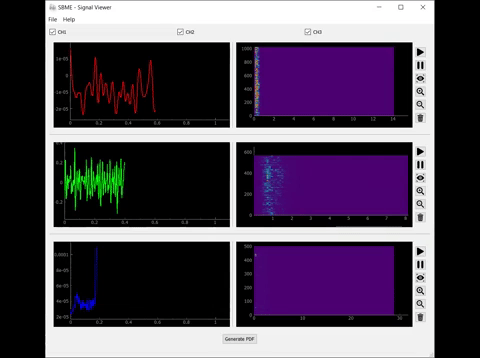 SBME - Signal Viewer
File Help
CH1 CH2 CH3
1e-05
0
1e-05
2e-05
0 0.2 0.4 0.6 0.8 1
1000
800
600
400
200
0
0 2 4 6 8 10 12 14
0.2
0
0.2
0 0.2 0.4 0.6 0.8 1
600
400
200
0
0 1 2 3 4 5 6 7 8
0.0001
8e-05
6e-05
4e-05
2e-05
0 0.2 0.4 0.6 0.8 1
500
400
300
200
100
0
0 10 20 30
Generate PDF